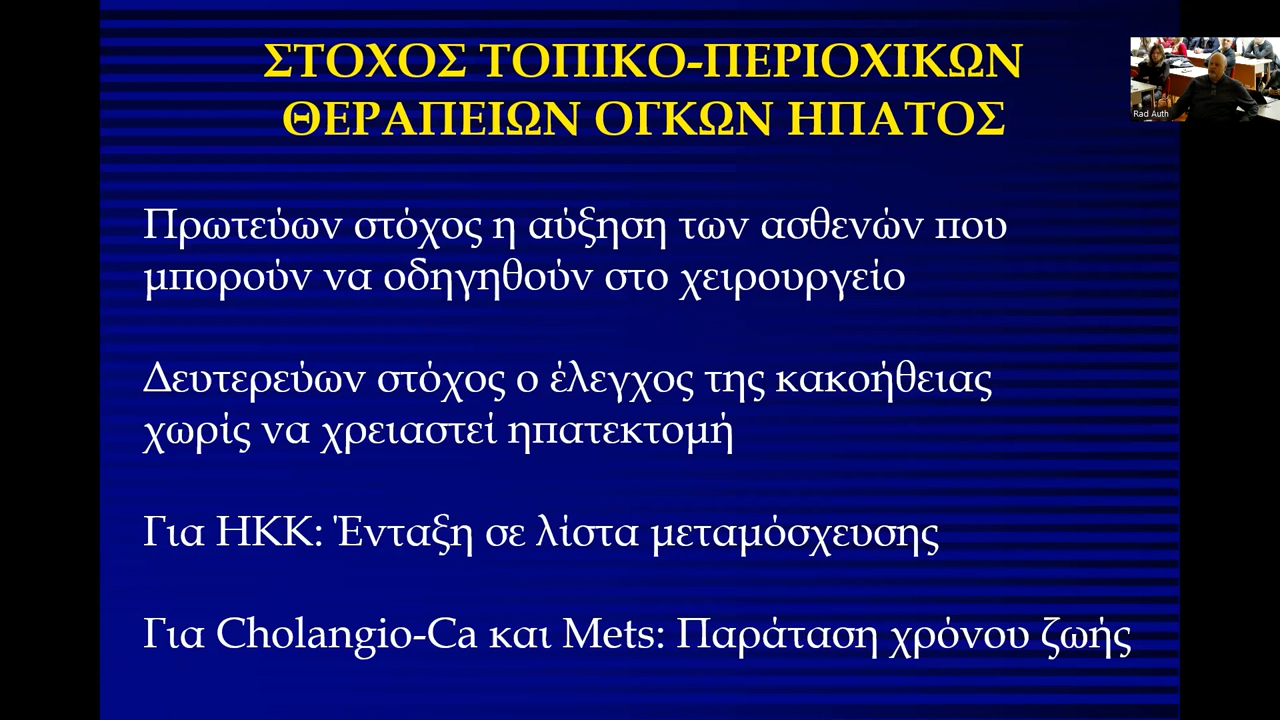 ΣΤΟΧΟΣ ΤΟΠΙΚΟ-ΠΕΡΙΟΧΙΚΩΝ
ΘΕΡΑΠΕΙΩΝ ΟΓΚΩΝ ΗΠΑΤΟΣ
Rad Auth
Πρωτεύων στόχος η αύξηση των ασθενών που
μπορούν να οδηγηθούν στο χειρουργείο
Δευτερεύων στόχος ο έλεγχος της κακοήθειας
χωρίς να χρειαστεί ηπατεκτομή
Για ΗΚΚ: Ένταξη σε λίστα μεταμόσχευσης
Για Cholangio-Ca και Mets: Παράταση χρόνου ζωής